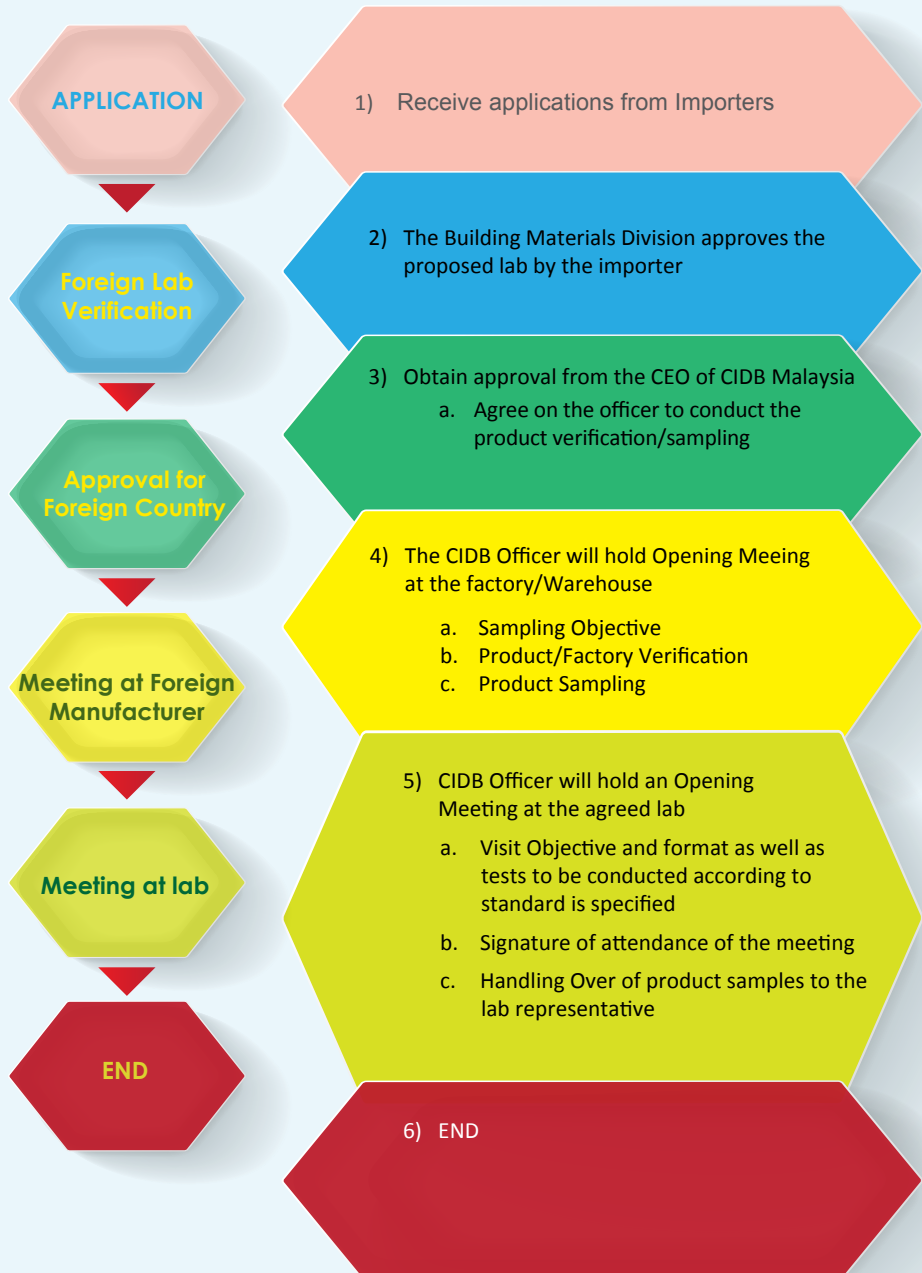 APPLICATION
1) Receive applications from Importers
Foreign Lab
Verification
2) The Building Materials Division approves the
proposed lab by the importer
Approval for
Foreign Country
3) Obtain approval from the CEO of CIDB Malaysia
a. Agree on the officer to conduct the
product verification/sampling
Meeting at Foreign
Manufacturer
4) The CIDB Officer will hold Opening Meeing
at the factory/Warehouse
a. Sampling Objective
b. Product/Factory Verification
c. Product Sampling
Meeting at lab
5) CIDB Officer will hold an Opening
Meeting at the agreed lab
a. Visit Objective and format as well as
tests to be conducted according to
standard is specified
b. Signature of attendance of the meeting
c. Handling Over of product samples to the
lab representative
END
6) END